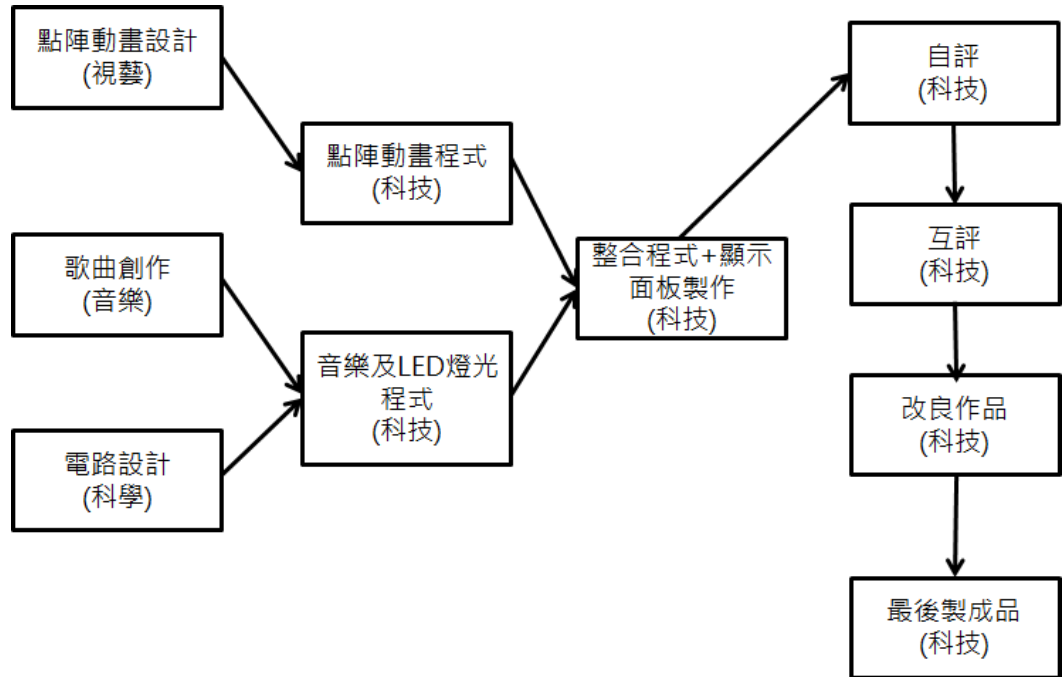 點陣動畫設計
(視藝)
歌曲創作
(音樂)
電路設計
(科學)
點陣動畫程式
(科技)
音樂及LED燈光
程式
(科技)
整合程式+顯示
面板製作
(科技)
自評
(科技)
互評
(科技)
改良作品
(科技)
最後製成品
(科技)